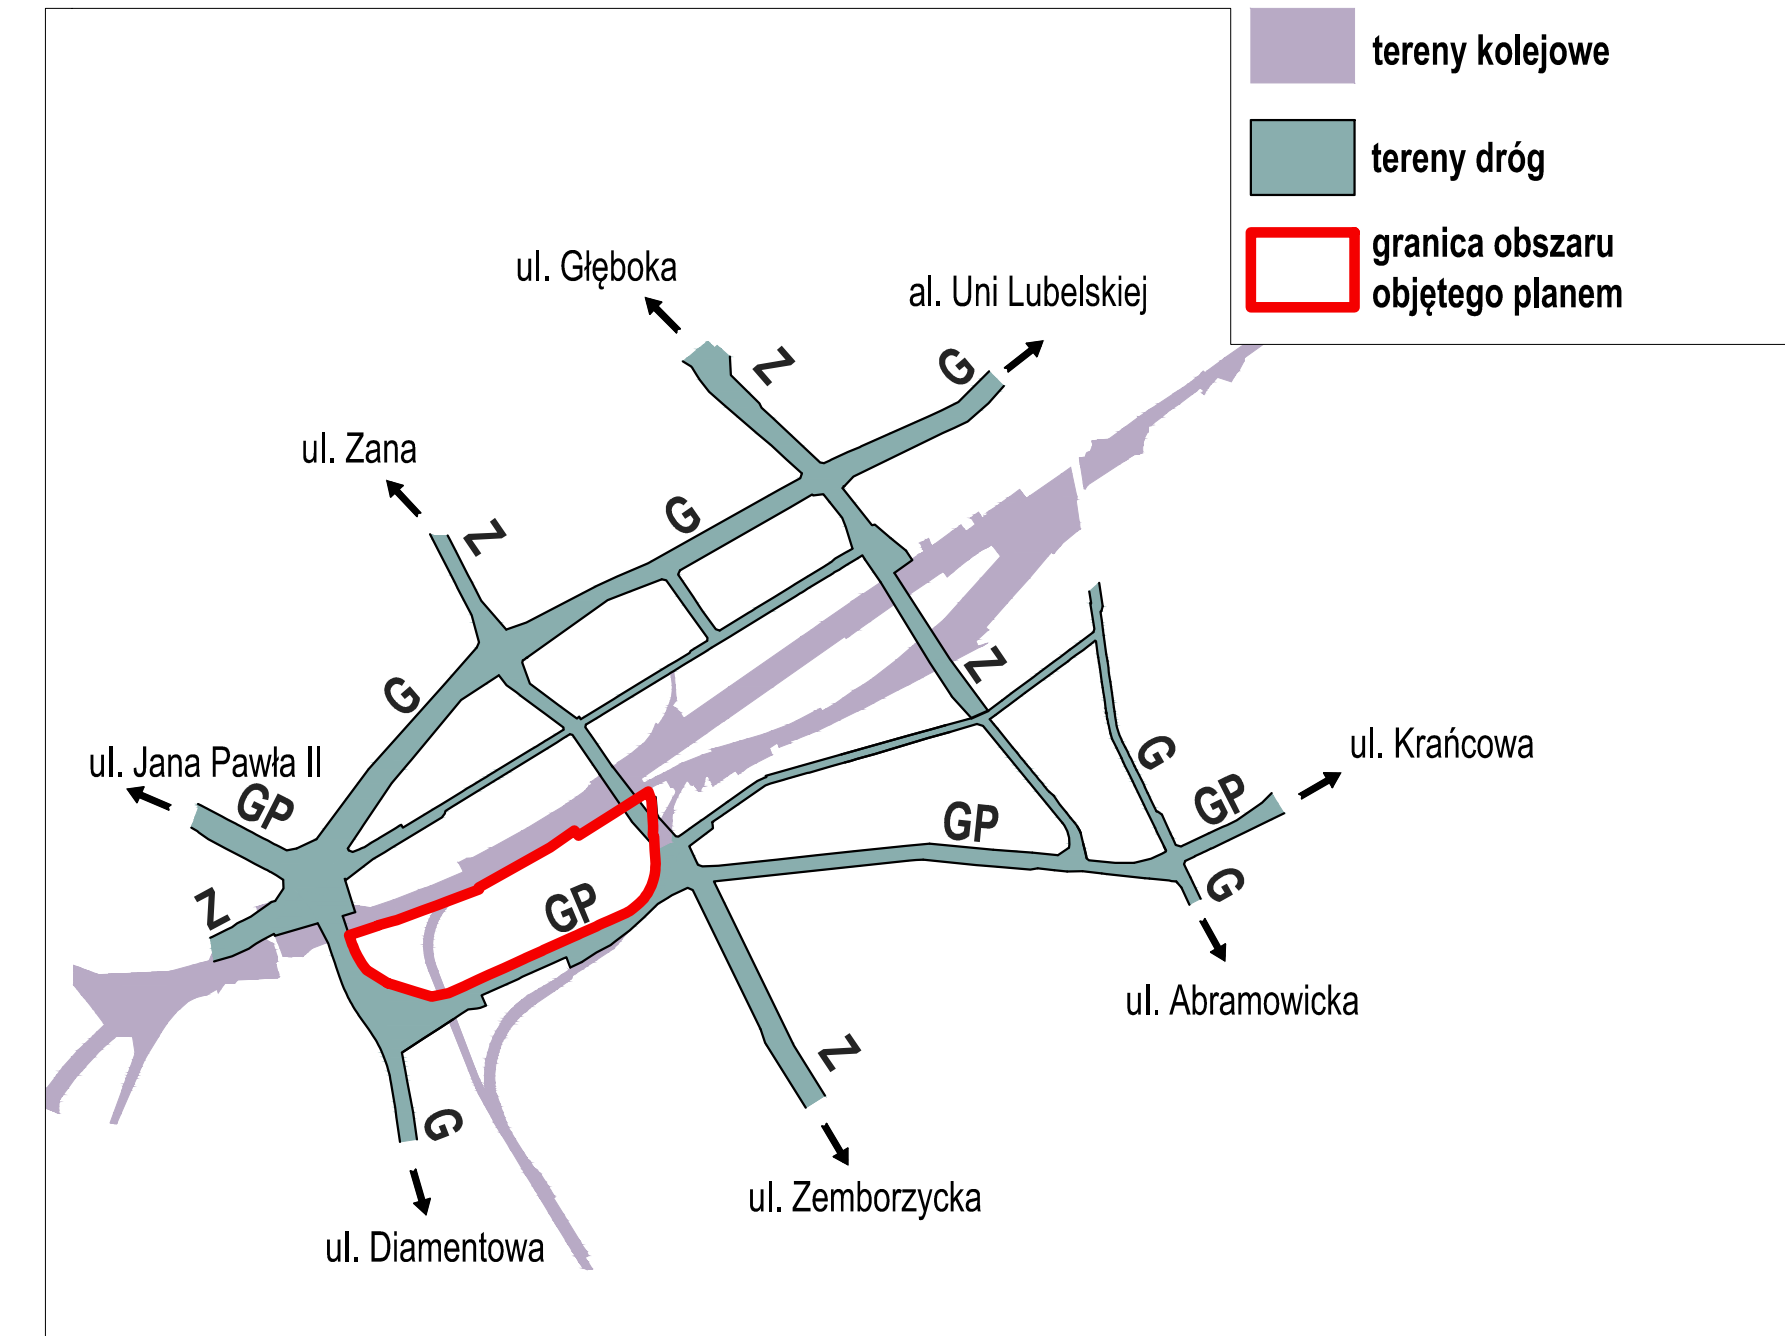 tereny kolejowe
tereny dróg
granica obszaru
objętego planem
ul. Głęboka
al. Uni Lubelskiej
Z
G
ul. Zana
Z
G
G
Z
ul. Jana Pawła II
GP
G
ul. Krańcowa
GP
GP
Z
GP
G
ul. Abramowicka
Z
G
ul. Zemborzycka
ul. Diamentowa